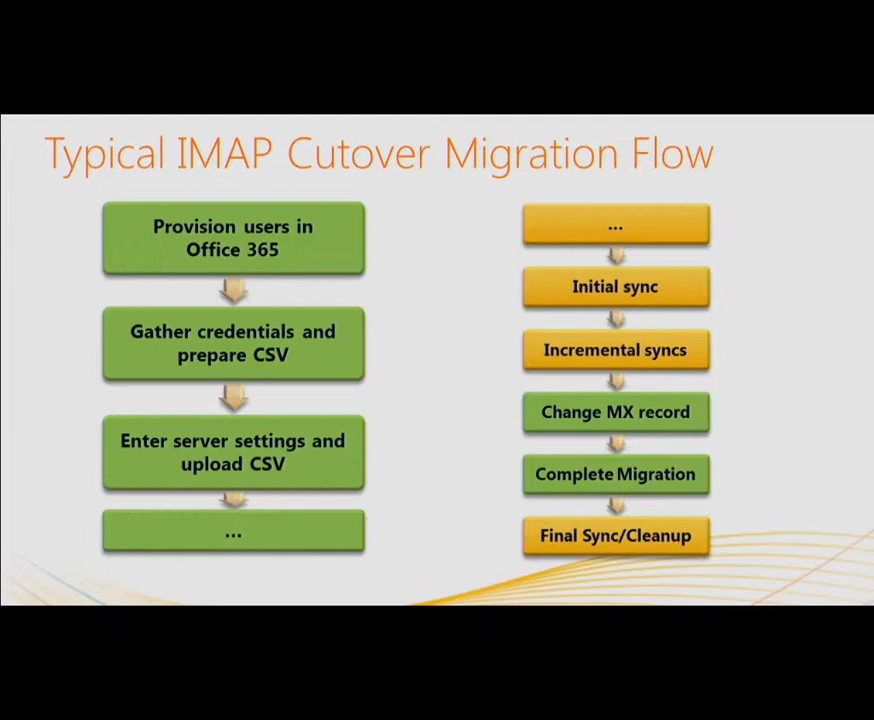 Typical IMAP Cutover Migration Flow
Provision users in
Office 365
Gather credentials and
prepare CSV
Enter server settings and
upload CSV
...
...
Initial sync
Incremental syncs
Change MX record
Complete Migration
Final Sync/Cleanup